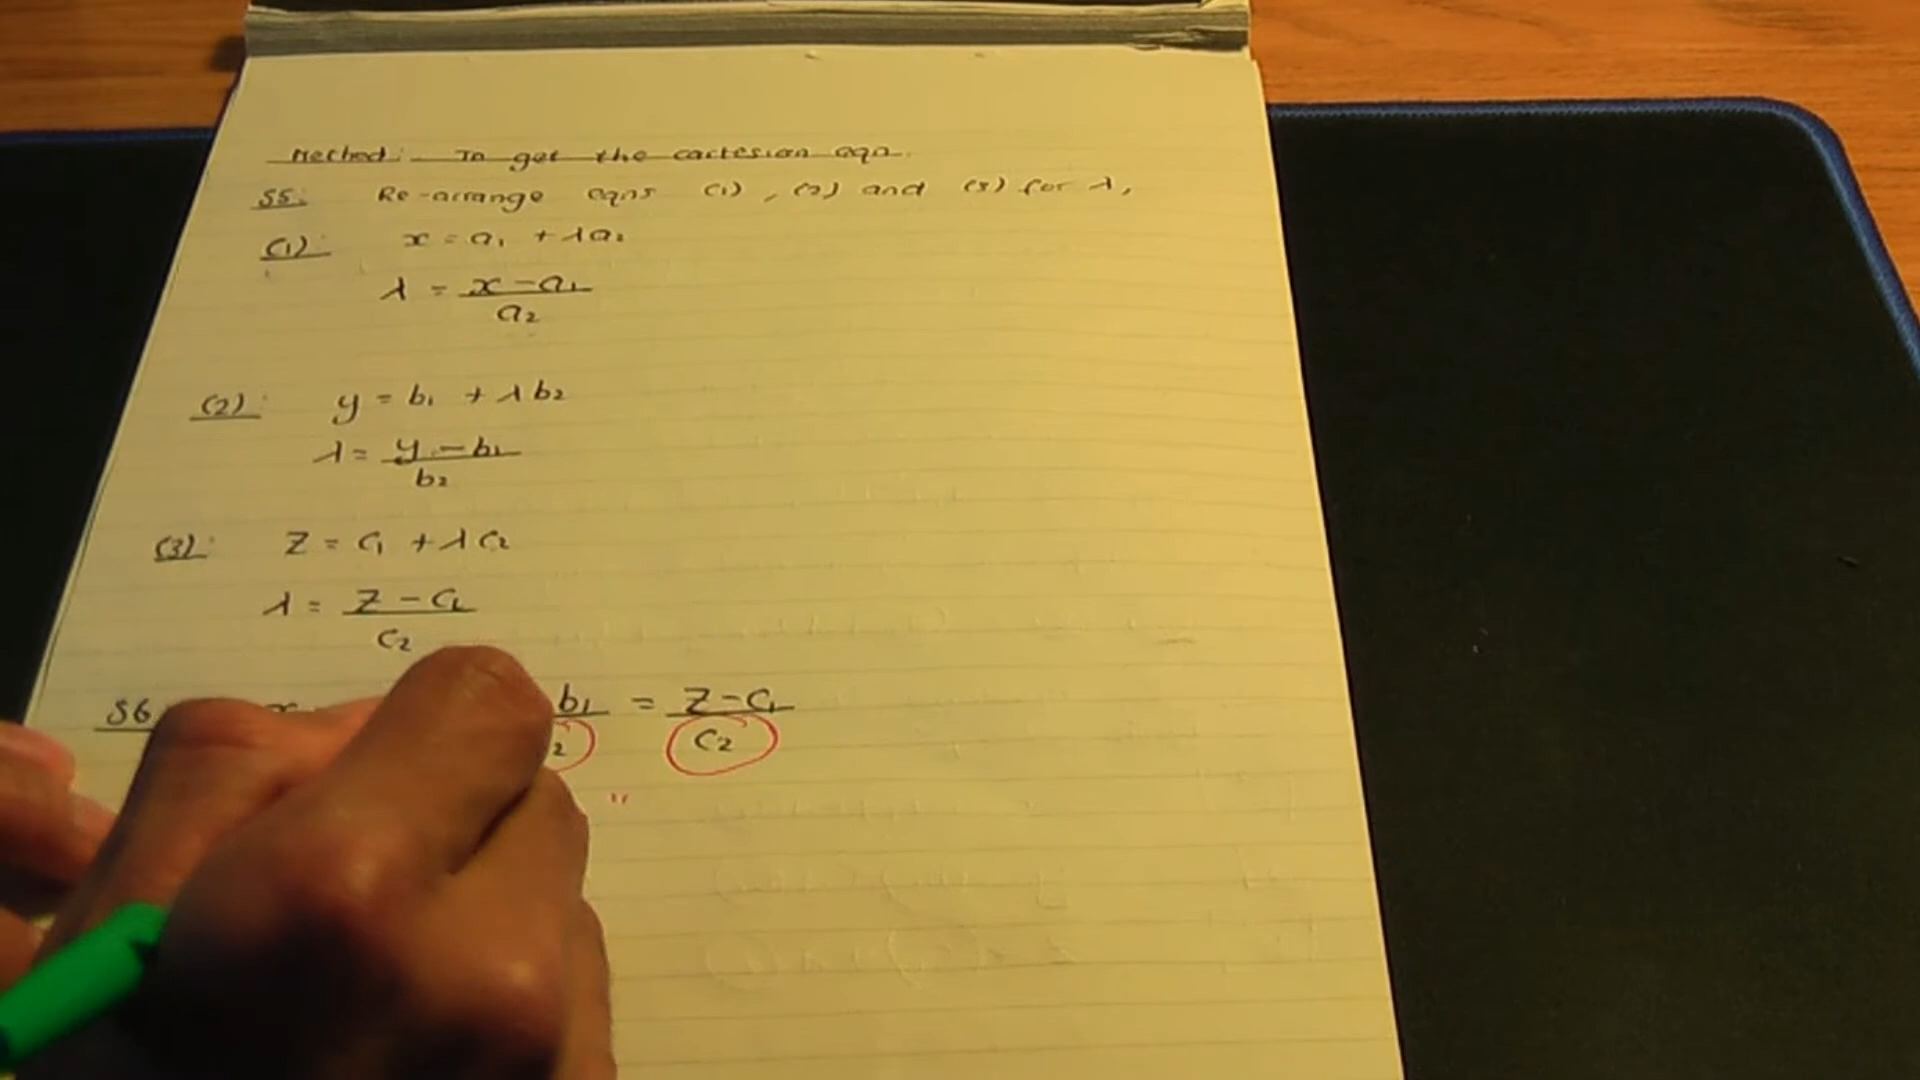 Method: To get the cartesian eqn.
S5: Re-arrange eqns (1), (2) and (3) for λ,
(1): x = a₁ + λa₂
λ = x - a₁
a₂
(2): y = b₁ + λb₂
λ = y - b₁
b₂
(3): z = c₁ + λc₂
λ = z - c₁
c₂
S6 x b₁ = z - c₁
2 c₂
"